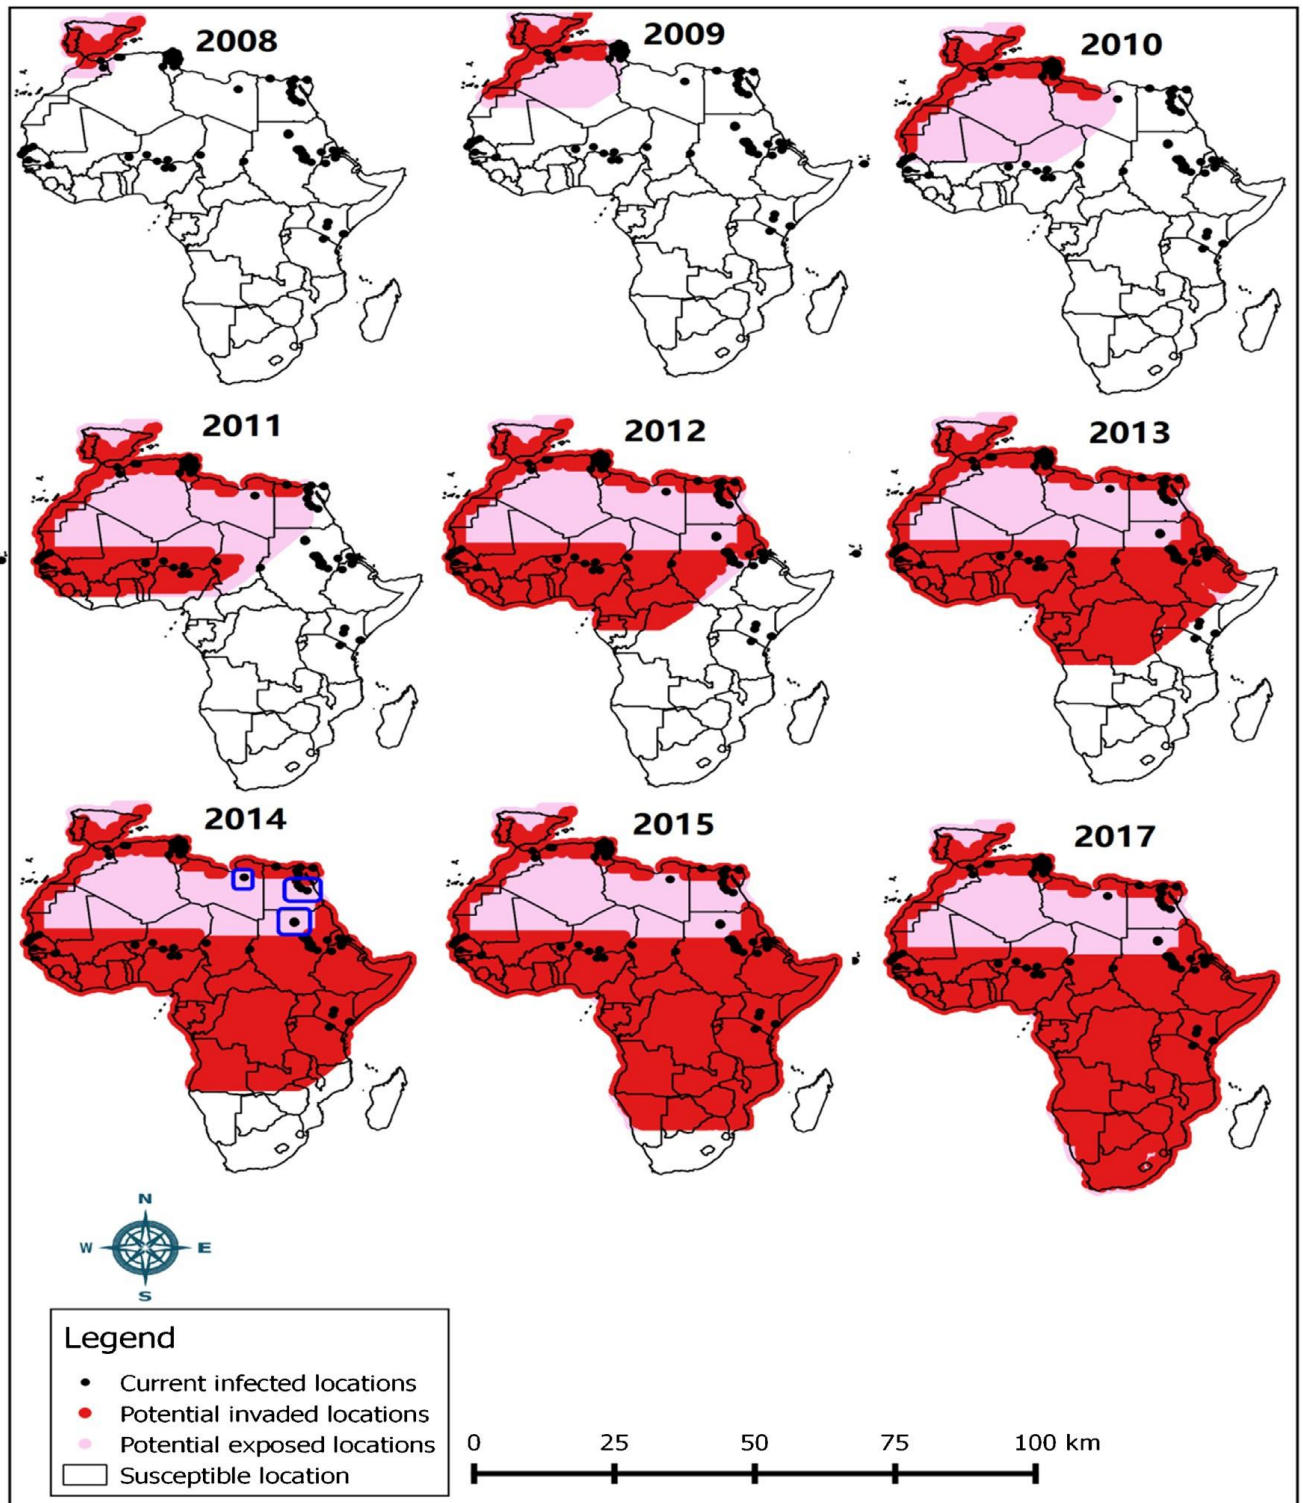 2008
2009
2010
2011
2012
2013
2014
2015
2017
N
W E
S
Legend
Current infected locations
Potential invaded locations
Potential exposed locations
Susceptible location
0 25 50 75 100 km